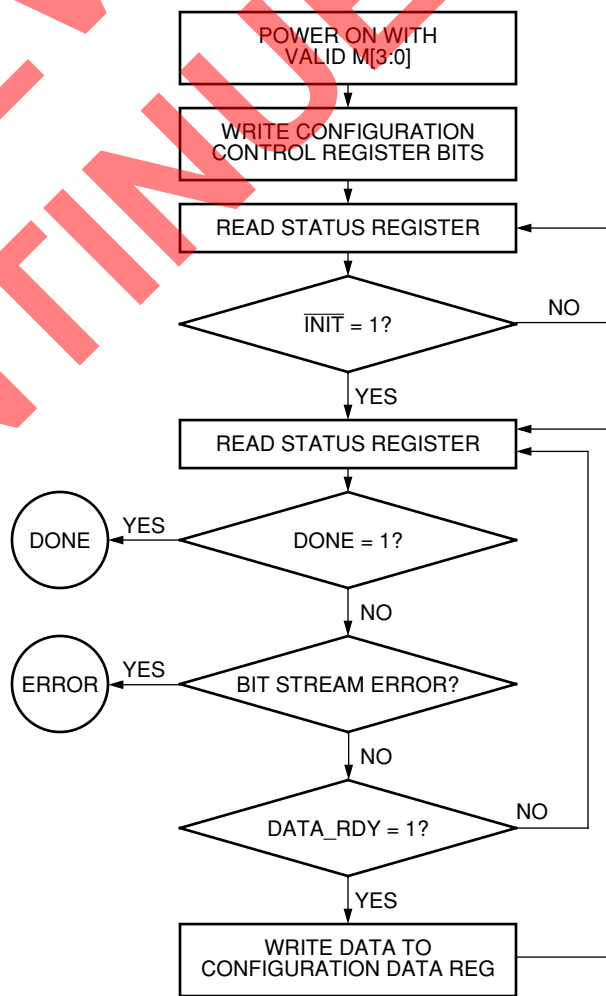 POWER ON WITH
VALID M[3:0]
WRITE CONFIGURATION
CONTROL REGISTER BITS
READ STATUS REGISTER
INIT = 1?
NO
YES
READ STATUS REGISTER
YES
DONE
DONE = 1?
NO
YES
ERROR
BIT STREAM ERROR?
NO
NO
DATA_RDY = 1?
YES
WRITE DATA TO
CONFIGURATION DATA REG
TINUE